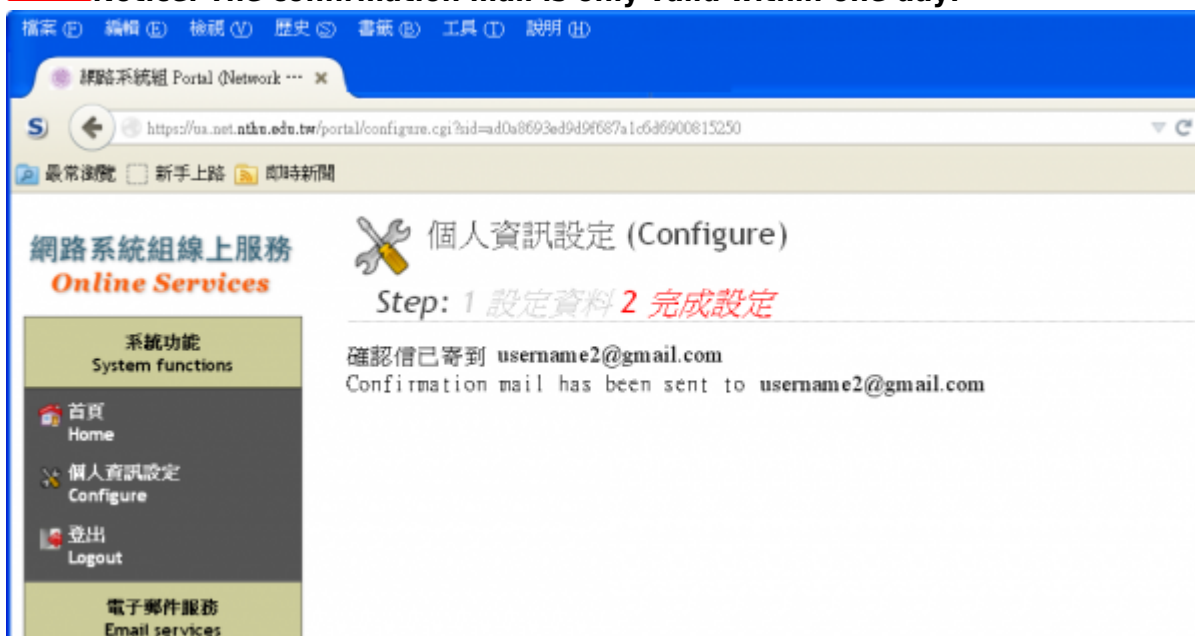 Notices: The confirmation mail is only valid within one day.
檔案(F) 編輯(E) 檢視(V) 歷史(S) 書籤(B) 工具(T) 說明(H)
網路系統組 Portal (Network ···
https://ua.net.nthu.edu.tw/portal/configure.cgi?sid=ad0a8693ed9d9f687a1c6d6900815250
最常瀏覽 新手上路 即時新聞
網路系統組線上服務
Online Services
系統功能
System functions
首頁
Home
個人資訊設定
Configure
登出
Logout
電子郵件服務
Email services
個人資訊設定 (Configure)
Step: 1 設定資料 2 完成設定
確認信已寄到 username2@gmail.com
Confirmation mail has been sent to username2@gmail.com